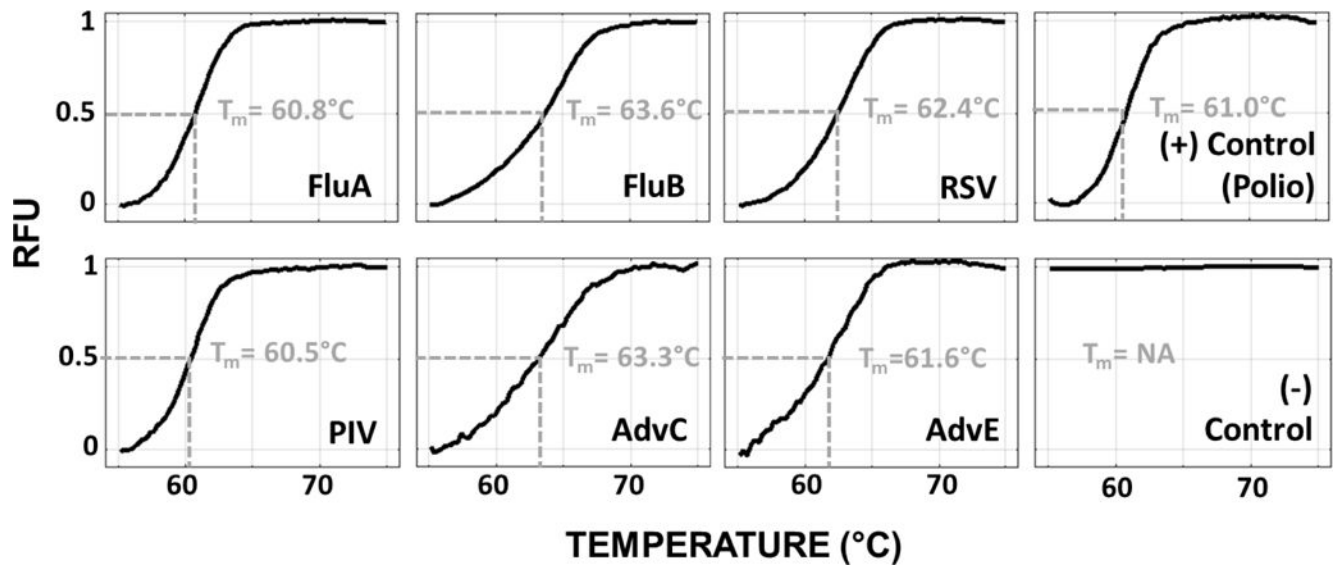 RFU
1
0.5
0
Tm= 60.8°C
FluA
Tm= 63.6°C
FluB
Tm= 62.4°C
RSV
Tm= 61.0°C
(+) Control
(Polio)
1
0.5
0
Tm= 60.5°C
PIV
Tm= 63.3°C
AdvC
Tm=61.6°C
AdvE
Tm= NA
(-)
Control
60 70
60 70
60 70
60 70
TEMPERATURE (°C)